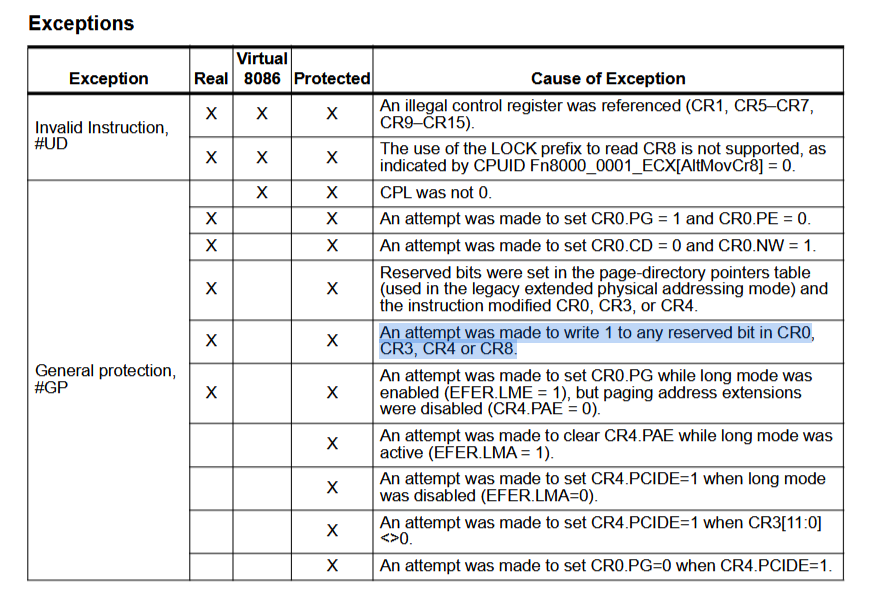 Exceptions
Exception Real Virtual 8086 Protected Cause of Exception
Invalid Instruction, #UD
X X X An illegal control register was referenced (CR1, CR5–CR7,
CR9–CR15).
X X X The use of the LOCK prefix to read CR8 is not supported, as
indicated by CPUID Fn8000_0001_ECX[AltMovCr8] = 0.
General protection, #GP
X X CPL was not 0.
X X An attempt was made to set CR0.PG = 1 and CR0.PE = 0.
X X An attempt was made to set CR0.CD = 0 and CR0.NW = 1.
X X Reserved bits were set in the page-directory pointers table
(used in the legacy extended physical addressing mode) and
the instruction modified CR0, CR3, or CR4.
X X An attempt was made to write 1 to any reserved bit in CR0,
CR3, CR4 or CR8.
X X An attempt was made to set CR0.PG while long mode was
enabled (EFER.LME = 1), but paging address extensions
were disabled (CR4.PAE = 0).
X An attempt was made to clear CR4.PAE while long mode was
active (EFER.LMA = 1).
X An attempt was made to set CR4.PCIDE=1 when long mode
was disabled (EFER.LMA=0).
X An attempt was made to set CR4.PCIDE=1 when CR3[11:0]
<>0.
X An attempt was made to set CR0.PG=0 when CR4.PCIDE=1.